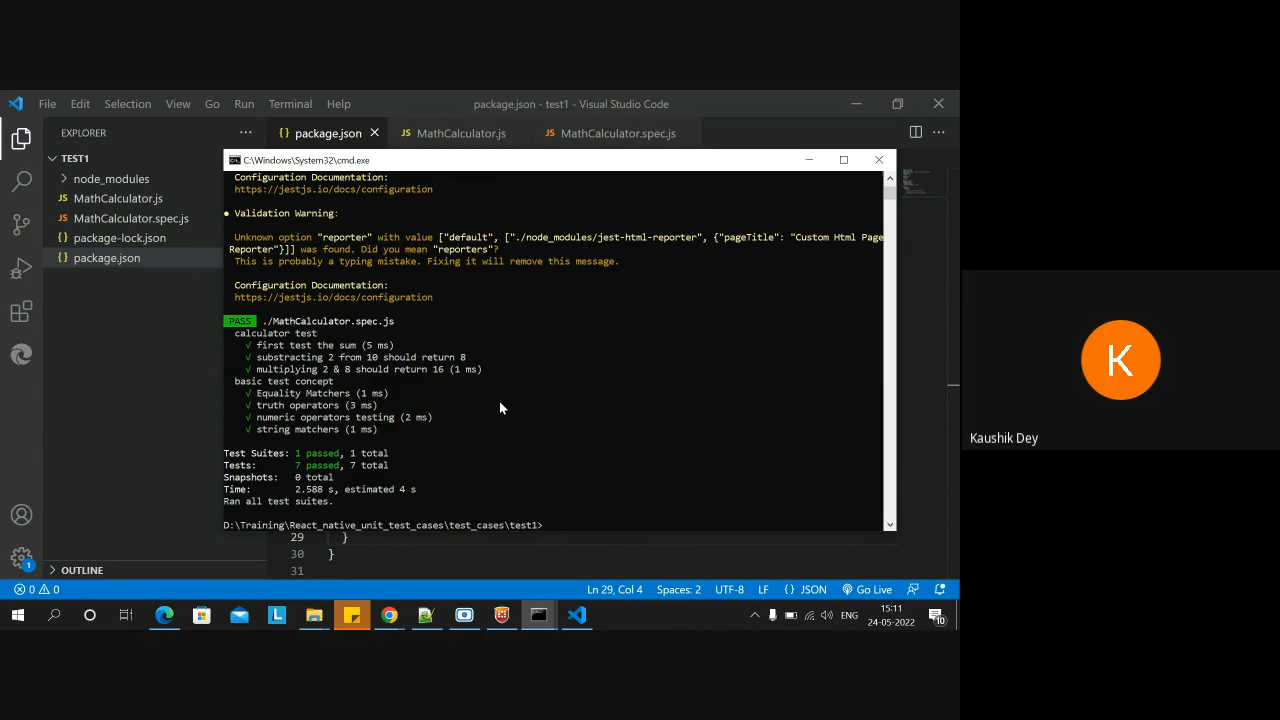 File Edit Selection View Go Run Terminal Help package.json - test1 - Visual Studio Code
EXPLORER
package.json
MathCalculator.js
MathCalculator.spec.js
TEST1
node_modules
MathCalculator.js
MathCalculator.spec.js
package-lock.json
package.json
C:\Windows\System32\cmd.exe
Configuration Documentation:
https://jestjs.io/docs/configuration
● Validation Warning:
Unknown option "reporter" with value ["default", ["./node_modules/jest-html-reporter", {"pageTitle": "Custom Html Page
Reporter"}]] was found. Did you mean "reporters"?
This is probably a typing mistake. Fixing it will remove this message.
Configuration Documentation:
https://jestjs.io/docs/configuration
PASS ./MathCalculator.spec.js
calculator test
√ first test the sum (5 ms)
√ substracting 2 from 10 should return 8
√ multiplying 2 & 8 should return 16 (1 ms)
basic test concept
√ Equality Matchers (1 ms)
√ truth operators (3 ms)
√ numeric operators testing (2 ms)
√ string matchers (1 ms)
Test Suites: 1 passed, 1 total
Tests: 7 passed, 7 total
Snapshots: 0 total
Time: 2.588 s, estimated 4 s
Ran all test suites.
D:\Training\React_native_unit_test_cases\test_cases\test1>
29 }
30 }
31
OUTLINE
0 0 Ln 29, Col 4 Spaces: 2 UTF-8 LF {} JSON Go Live
1
L
ENG
15:11
24-05-2022
10
K
Kaushik Dey